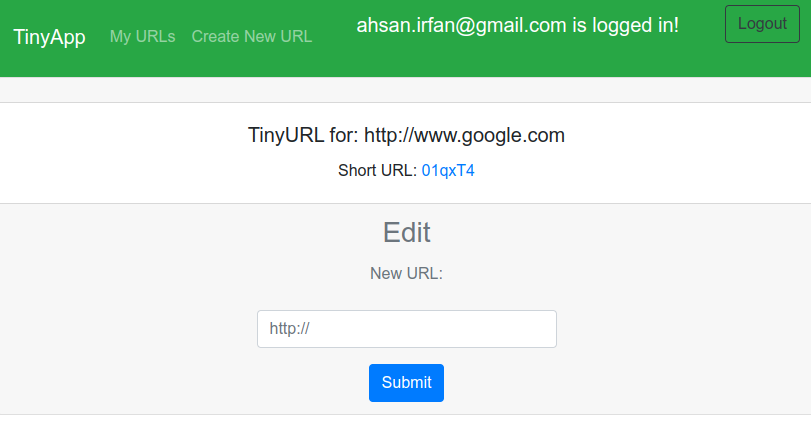 TinyApp My URLs Create New URL ahsan.irfan@gmail.com is logged in! Logout
TinyURL for: http://www.google.com
Short URL: 01qxT4
Edit
New URL:
http://
Submit